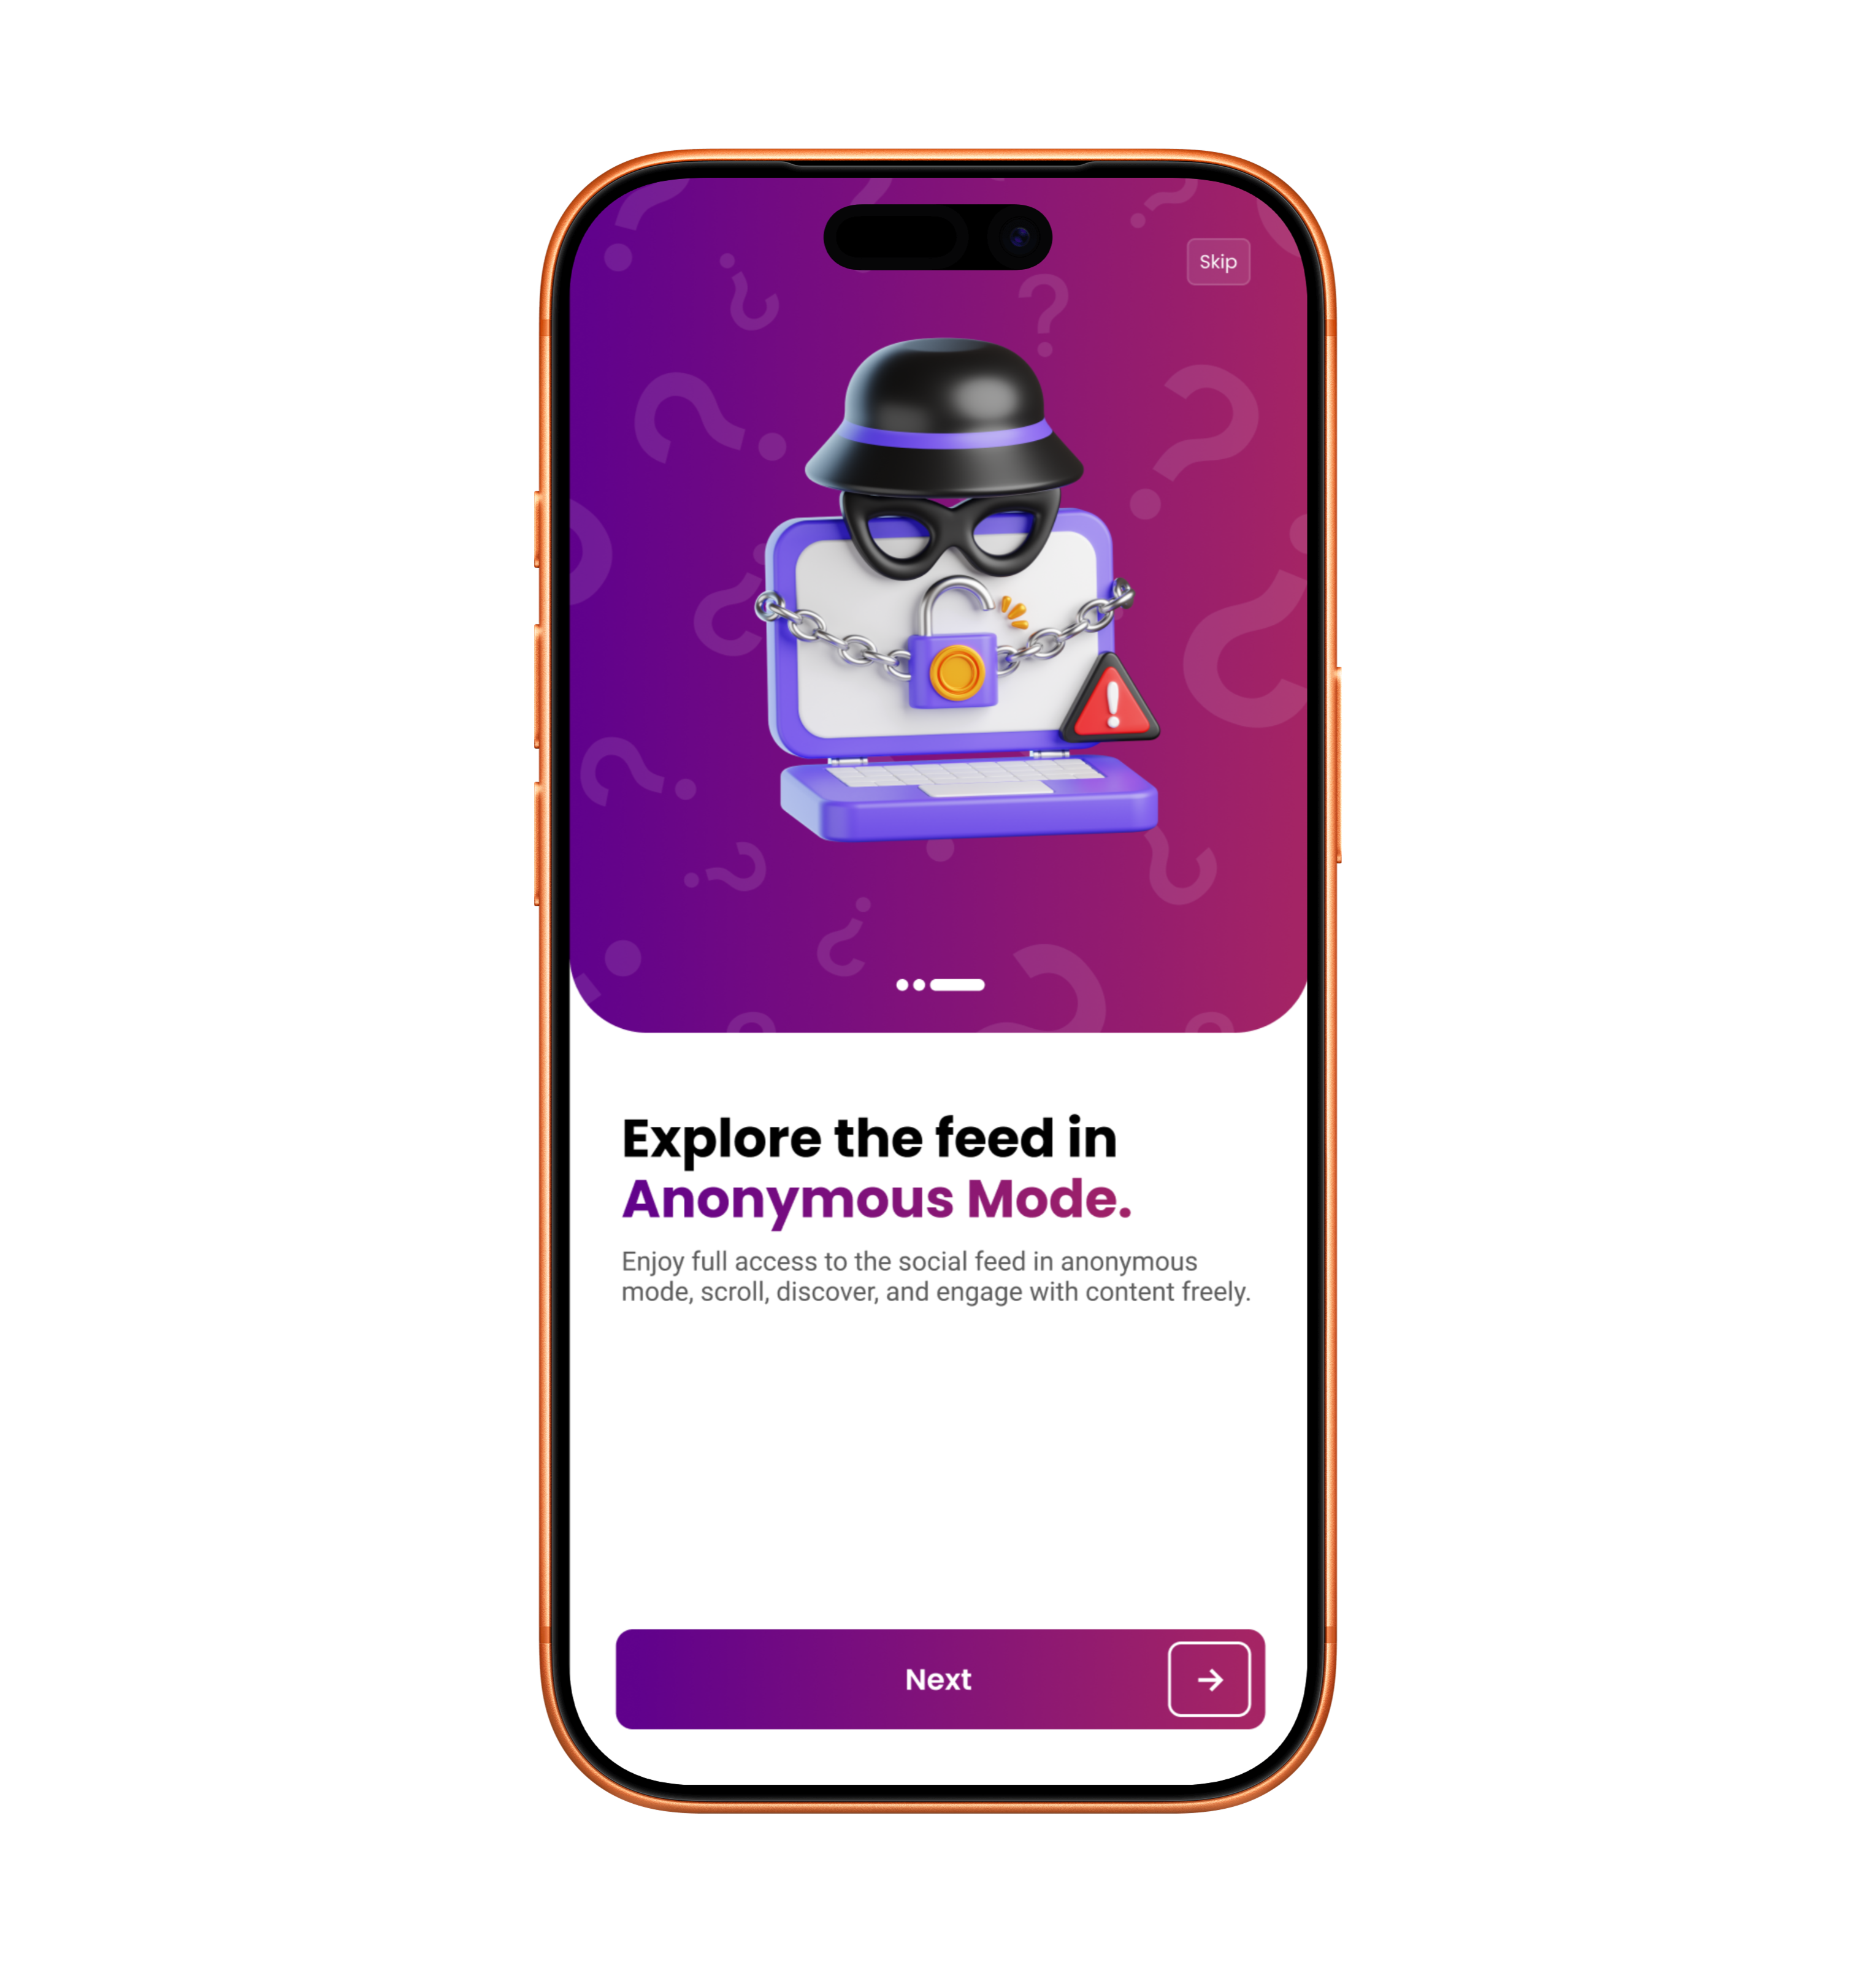 Skip
Explore the feed in
Anonymous Mode.
Enjoy full access to the social feed in anonymous
mode, scroll, discover, and engage with content freely.
Next